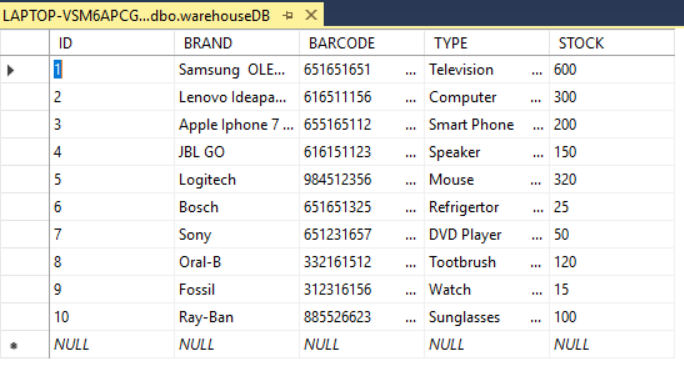 LAPTOP-VSM6APCG...dbo.warehouseDB
ID BRAND BARCODE TYPE STOCK
1 Samsung OLE... 651651651 ... Television ... 600
2 Lenovo Ideapa... 616511156 ... Computer ... 300
3 Apple Iphone 7 ... 655165112 ... Smart Phone ... 200
4 JBL GO 616151123 ... Speaker ... 150
5 Logitech 984512356 ... Mouse ... 320
6 Bosch 651651325 ... Refrigertor ... 25
7 Sony 651231657 ... DVD Player ... 50
8 Oral-B 332161512 ... Tootbrush ... 120
9 Fossil 312316156 ... Watch ... 15
10 Ray-Ban 885526623 ... Sunglasses ... 100
NULL NULL NULL NULL NULL